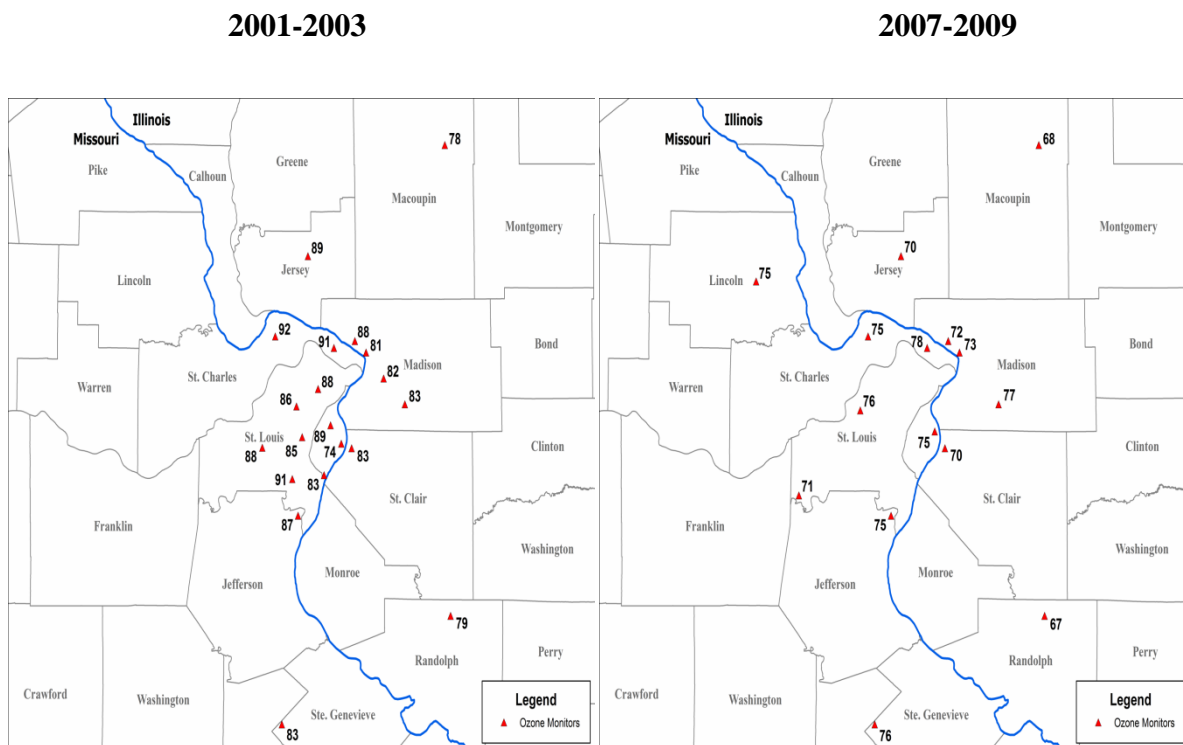 2001-2003
Illinois
Missouri
Pike
Calhoun
Greene
78
Macoupin
Montgomery
89
Jersey
Lincoln
92
91
88
81
Bond
Madison
82
Warren
St. Charles
88
83
86
St. Louis
89
85
88
74
83
Clinton
91
83
St. Clair
Franklin
87
Washington
Jefferson
Monroe
79
Randolph
Perry
Crawford
Washington
Ste. Genevieve
83
Legend
Ozone Monitors
2007-2009
Illinois
Missouri
Pike
Calhoun
Greene
68
Macoupin
Montgomery
70
Jersey
Lincoln
75
75
78
72
73
Bond
Madison
Warren
St. Charles
77
76
St. Louis
75
70
Clinton
71
St. Clair
Franklin
75
Washington
Jefferson
Monroe
67
Randolph
Perry
Crawford
Washington
Ste. Genevieve
76
Legend
Ozone Monitors